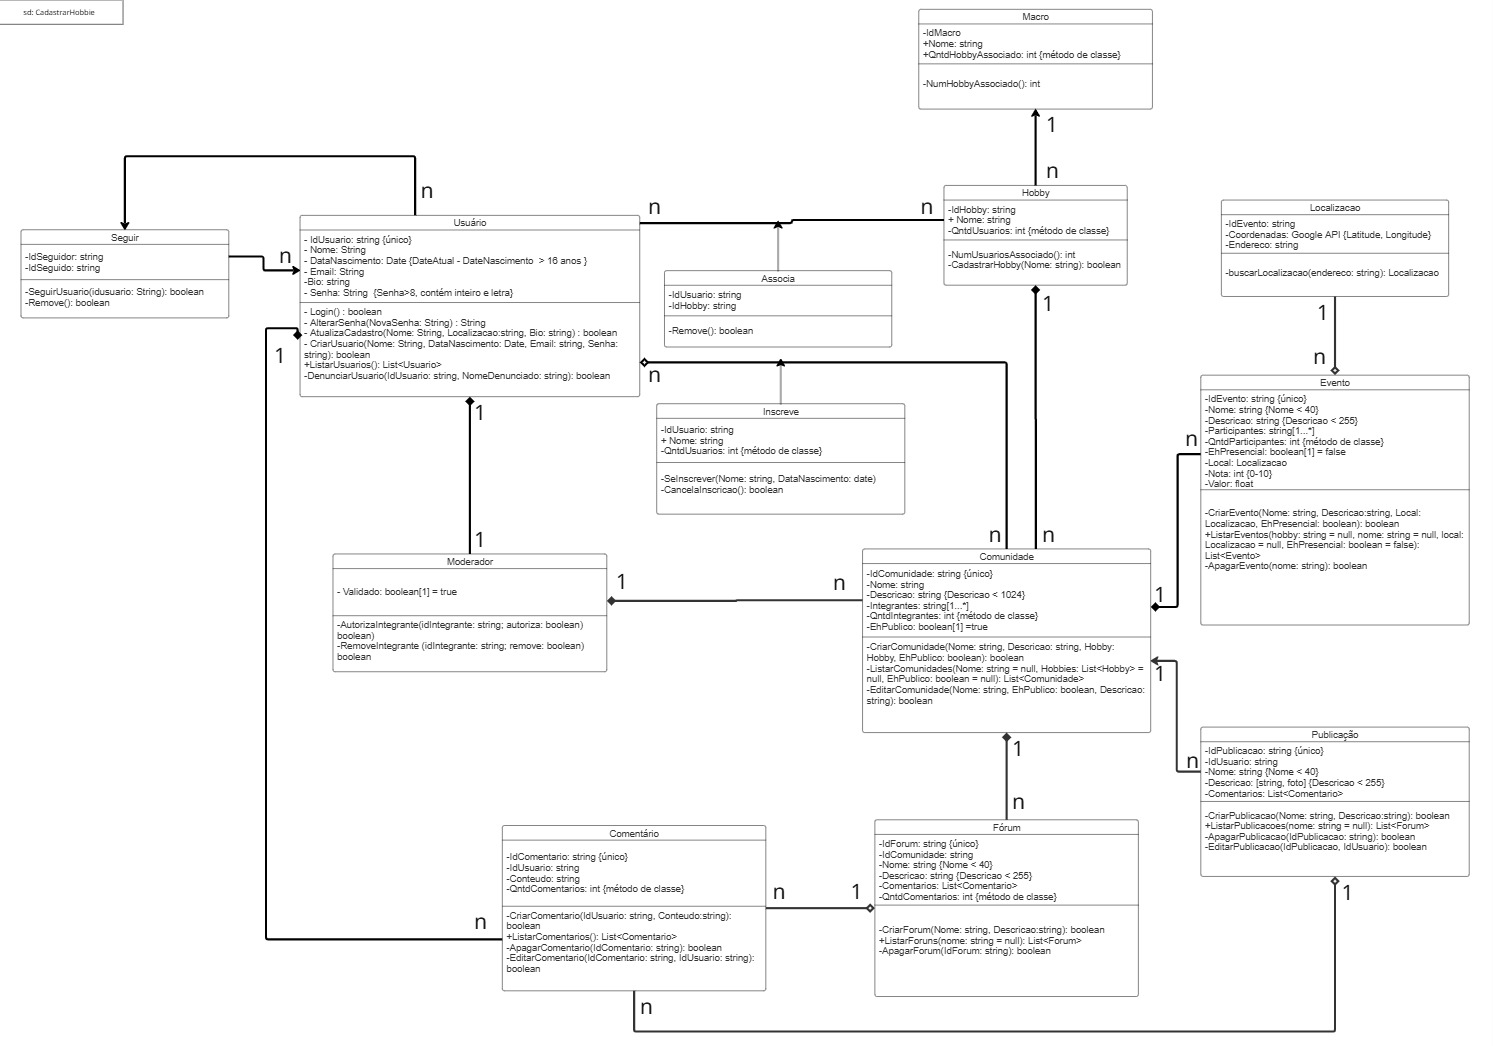 sd: CadastrarHobbie
Macro
-IdMacro
+Nome: string
+QntdHobbyAssociado: int {método de classe}
-NumHobbyAssociado(): int
1
n
Hobby
-IdHobby: string
+ Nome: string
-QntdUsuarios: int {método de classe}
-NumUsuariosAssociado(): int
-CadastrarHobby(Nome: string): boolean
1
n
n
n
Seguir
-IdSeguidor: string
-IdSeguido: string
-SeguirUsuario(idusuario: String): boolean
-Remove(): boolean
n
n
Usuário
- IdUsuario: string {único}
- Nome: String
- DataNascimento: Date {DateAtual - DateNascimento > 16 anos }
- Email: String
-Bio: string
- Senha: String {Senha>8, contém inteiro e letra}
- Login() : boolean
- AlterarSenha(NovaSenha: String) : String
- AtualizaCadastro(Nome: String, Localizacao:string, Bio: string) : boolean
- CriarUsuario(Nome: String, DataNascimento: Date, Email: string, Senha:
string): boolean
+ListarUsuarios(): List<Usuario>
-DenunciarUsuario(IdUsuario: string, NomeDenunciado: string): boolean
1
1
1
n
Associa
-IdUsuario: string
-IdHobby: string
-Remove(): boolean
Inscreve
-IdUsuario: string
+ Nome: string
-QntdUsuarios: int {método de classe}
-SeInscrever(Nome: string, DataNascimento: date)
-CancelaInscricao(): boolean
n
Localizacao
-IdEvento: string
-Coordenadas: Google API {Latitude, Longitude}
-Endereco: string
-buscarLocalizacao(endereco: string): Localizacao
1
n
Evento
-IdEvento: string {único}
-Nome: string {Nome < 40}
-Descricao: string {Descricao < 255}
-Participantes: string[1...*]
-QntdParticipantes: int {método de classe}
-EhPresencial: boolean[1] = false
-Local: Localizacao
-Nota: int {0-10}
-Valor: float
-CriarEvento(Nome: string, Descricao:string, Local:
Localizacao, EhPresencial: boolean): boolean
+ListarEventos(hobby: string = null, nome: string = null, local:
Localizacao = null, EhPresencial: boolean = false):
List<Evento>
-ApagarEvento(nome: string): boolean
n
1
Moderador
- Validado: boolean[1] = true
-AutorizaIntegrante(idIntegrante: string; autoriza: boolean)
boolean)
-RemoveIntegrante (idIntegrante: string; remove: boolean)
boolean
1
n
Comunidade
-IdComunidade: string {único}
-Nome: string
-Descricao: string {Descricao < 1024}
-Integrantes: string[1...*]
-QntdIntegrantes: int {método de classe}
-EhPublico: boolean[1] =true
-CriarComunidade(Nome: string, Descricao: string, Hobby:
Hobby, EhPublico: boolean): boolean
-ListarComunidades(Nome: string = null, Hobbies: List<Hobby> =
null, EhPublico: boolean = null): List<Comunidade>
-EditarComunidade(Nome: string, EhPublico: boolean, Descricao:
string): boolean
1
n
1
n
Publicação
-IdPublicacao: string {único}
-IdUsuario: string
-Nome: string {Nome < 40}
-Descricao: [string, foto] {Descricao < 255}
-Comentarios: List<Comentario>
-CriarPublicacao(Nome: string, Descricao:string): boolean
+ListarPublicacoes(nome: string = null): List<Forum>
-ApagarPublicacao(IdPublicacao: string): boolean
-EditarPublicacao(IdPublicacao, IdUsuario): boolean
1
Comentário
-IdComentario: string {único}
-IdUsuario: string
-Conteudo: string
-QntdComentarios: int {método de classe}
-CriarComentario(IdUsuario: string, Conteudo:string):
boolean
+ListarComentarios(): List<Comentario>
-ApagarComentario(IdComentario: string): boolean
-EditarComentario(IdComentario: string, IdUsuario: string):
boolean
n
n
1
n
Fórum
-IdForum: string {único}
-IdComunidade: string
-Nome: string {Nome < 40}
-Descricao: string {Descricao < 255}
-Comentarios: List<Comentario>
-QntdComentarios: int {método de classe}
-CriarForum(Nome: string, Descricao:string): boolean
+ListarForuns(nome: string = null): List<Forum>
-ApagarForum(IdForum: string): boolean